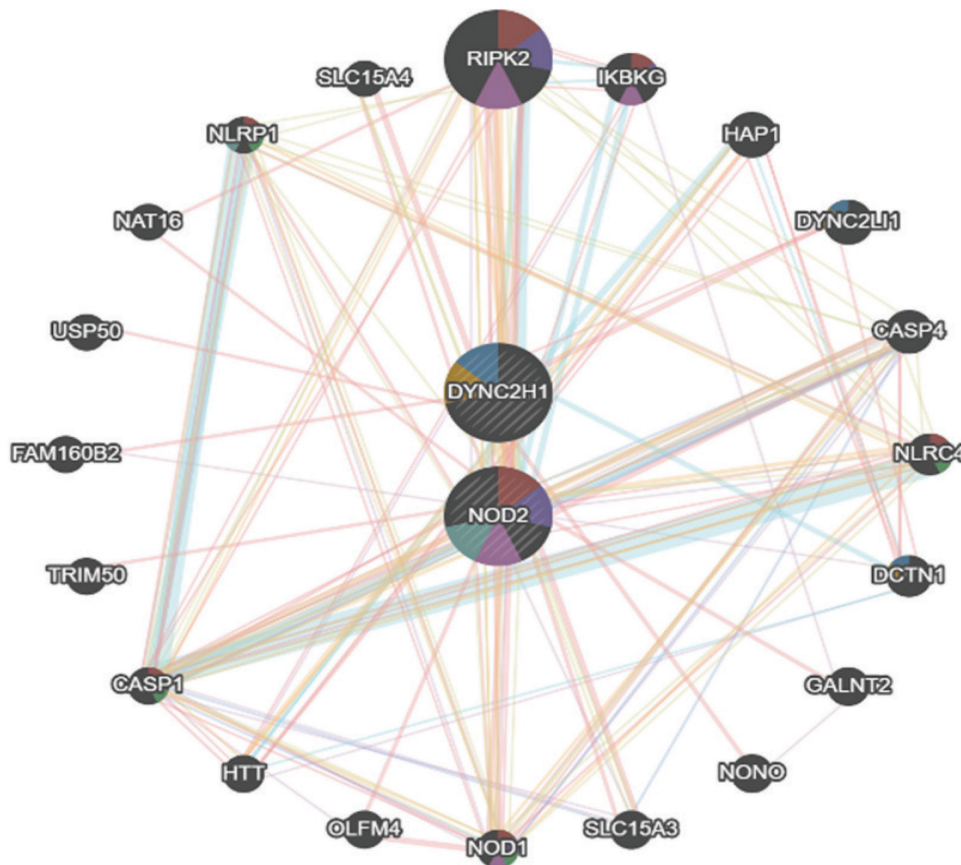 RIPK2
SLC15A4
IKBKG
NLRP1
HAP1
NAT16
DYNC2LI1
USP50
CASP4
DYNC2H1
FAM160B2
NLRC4
NOD2
TRIM50
DCTN1
CASP1
GALNT2
HTT
NONO
OLFM4
SLC15A3
NOD1